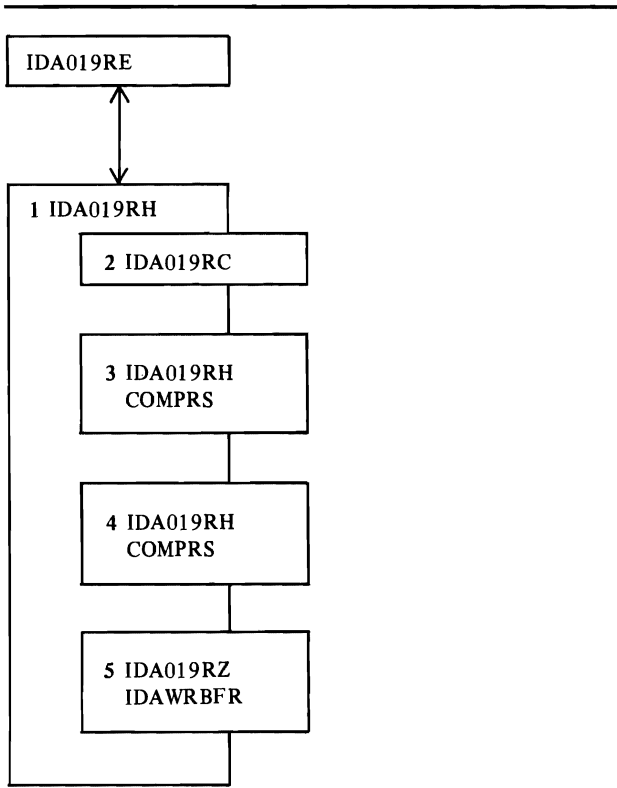 IDA019RE
1 IDA019RH
2 IDA019RC
3 IDA019RH
COMPRS
4 IDA019RH
COMPRS
5 IDA019RZ
IDAWRBFR